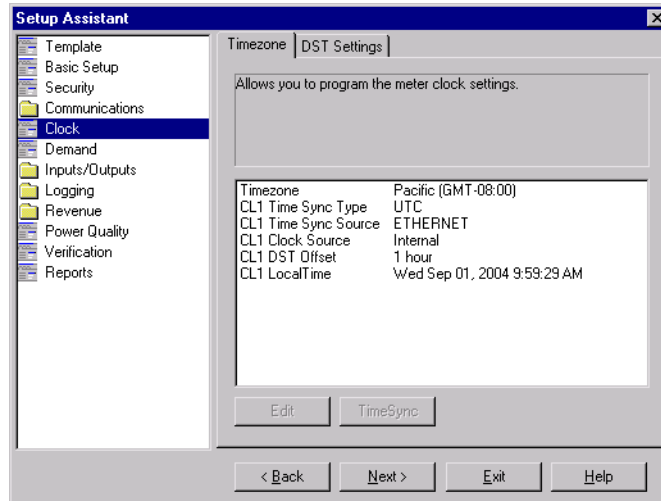 Setup Assistant
Template
Basic Setup
Security
Communications
Clock
Demand
Inputs/Outputs
Logging
Revenue
Power Quality
Verification
Reports
Timezone DST Settings
Allows you to program the meter clock settings.
Timezone Pacific (GMT-08:00)
CL1 Time Sync Type UTC
CL1 Time Sync Source ETHERNET
CL1 Clock Source Internal
CL1 DST Offset 1 hour
CL1 LocalTime Wed Sep 01, 2004 9:59:29 AM
Edit TimeSync
< Back Next > Exit Help